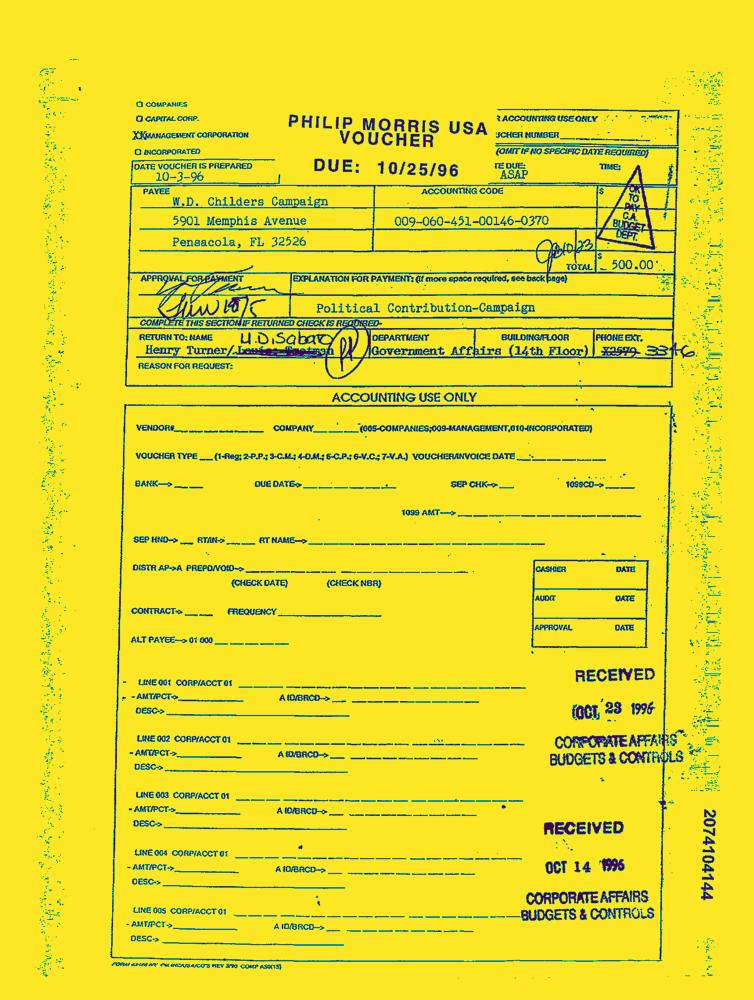 COMPANIES
CAPITAL CORP.
XX MANAGEMENT CORPORATION
INCORPORATED
PHILIP MORRIS USA
VOUCHER
DUE: 10/25/96
ACCOUNTING USE ONLY
VOUCHER NUMBER
(OMIT IF NO SPECIFIC DATE REQUIRED)
DATE VOUCHER IS PREPARED
10-3-96
TE DUE:
ASAP
TIME:
PAYEE
W.D. Childers Campaign
5901 Memphis Avenue
Pensacola, FL 32526
ACCOUNTING CODE
009-060-451-00146-0370
$
OK
TO
PAY
C.A.
BUDGET
DEPT.
10/23
TOTAL
$ 500.00
APPROVAL FOR PAYMENT
EXPLANATION FOR PAYMENT: (if more space required, see back page)
Political Contribution-Campaign
COMPLETE THIS SECTION IF RETURNED CHECK IS REQUIRED-
RETURN TO: NAME
Henry Turner/
DEPARTMENT
BUILDING/FLOOR
Government Affairs (14th Floor)
PHONE EXT.
X2579 3346
REASON FOR REQUEST:
ACCOUNTING USE ONLY
VENDOR# COMPANY (005-COMPANIES;009-MANAGEMENT,010-INCORPORATED)
VOUCHER TYPE (1-Reg; 2-P.P.; 3-C.M.; 4-D.M.; 5-C.P.; 6-V.C.; 7-V.A.) VOUCHER/INVOICE DATE
BANK-> DUE DATE> SEP CHK-> 1099CD->
1099 AMT->
SEP HND-> RTAIN-> RT NAME->
DISTR AP->A PREPD/VOID->
(CHECK DATE) (CHECK NBR)
CONTRACT-> FREQUENCY
ALT PAYEE-> 01 000
CASHIER DATE
AUDIT DATE
APPROVAL DATE
LINE 001 CORP/ACCT 01
- AMT/PCT-> A ID/BRCD->
DESC->
LINE 002 CORP/ACCT 01
- AMT/PCT-> A ID/BRCD->
DESC->
LINE 003 CORP/ACCT 01
- AMT/PCT-> A ID/BRCD->
DESC->
LINE 004 CORP/ACCT 01
- AMT/PCT-> A ID/BRCD->
DESC->
LINE 005 CORP/ACCT 01
- AMT/PCT-> A ID/BRCD->
DESC->
RECEIVED
OCT 23 1996
CORPORATE AFFAIRS
BUDGETS & CONTROLS
RECEIVED
OCT 14 1996
CORPORATE AFFAIRS
BUDGETS & CONTROLS
2074104144